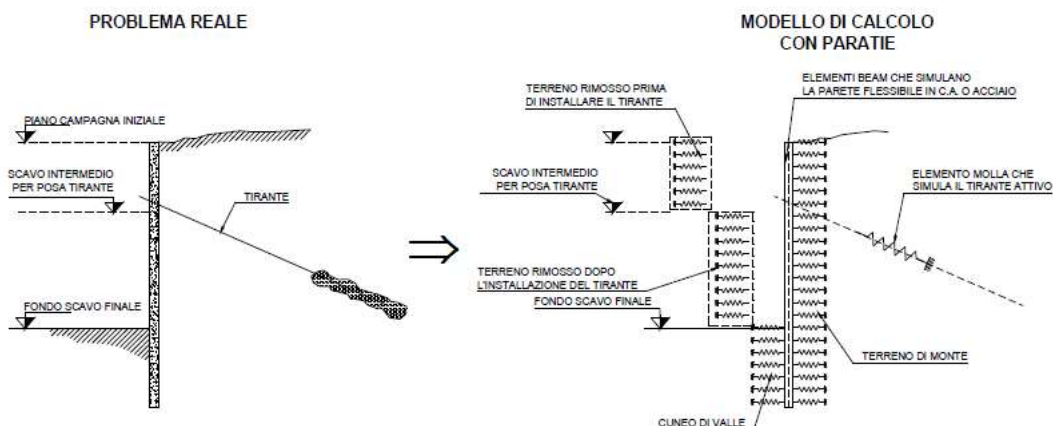 PROBLEMA REALE
PIANO CAMPAGNA INIZIALE
SCAVO INTERMEDIO
PER POSA TIRANTE
TIRANTE
FONDO SCAVO FINALE
MODELLO DI CALCOLO
CON PARATIE
TERRENO RIMOSSO PRIMA
DI INSTALLARE IL TIRANTE
ELEMENTI BEAM CHE SIMULANO
LA PARETE FLESSIBILE IN C.A. O ACCIAIO
SCAVO INTERMEDIO
PER POSA TIRANTE
ELEMENTO MOLLA CHE
SIMULA IL TIRANTE ATTIVO
TERRENO RIMOSSO DOPO
L'INSTALLAZIONE DEL TIRANTE
FONDO SCAVO FINALE
TERRENO DI MONTE
CUNEO DI VALLE